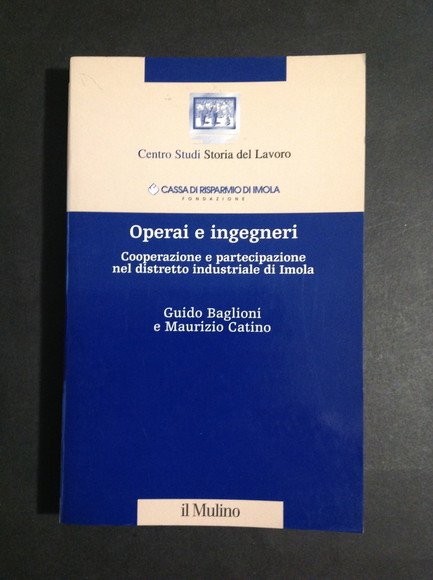 Centro Studi Storia del Lavoro
CASSA DI RISPARMIO DI IMOLA
FONDAZIONE
Operai e ingegneri
Cooperazione e partecipazione
nel distretto industriale di Imola
Guido Baglioni
e Maurizio Catino
il Mulino